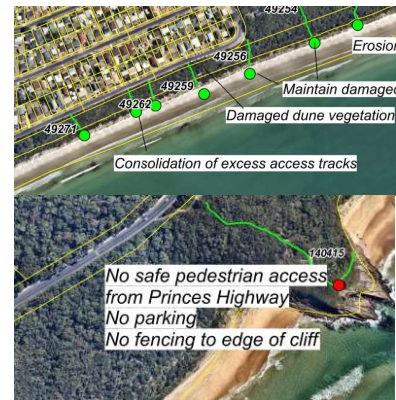 49254
Erosion
49256
Maintain damaged
49259
Damaged dune vegetation
49262
49271
Consolidation of excess access tracks
140415
No safe pedestrian access
from Princes Highway
No parking
No fencing to edge of cliff